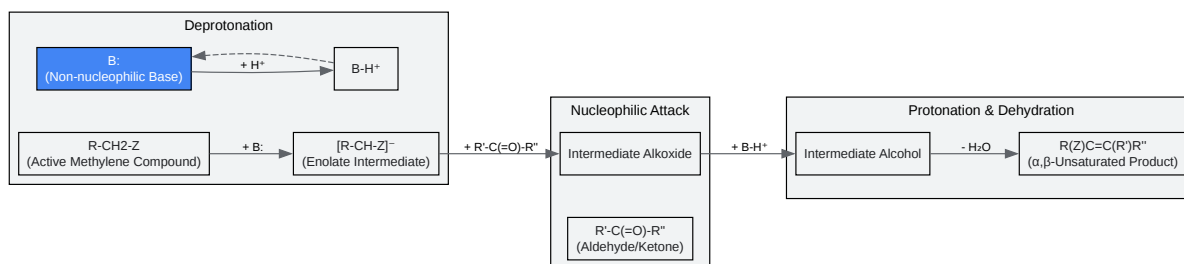 Deprotonation
B:
(Non-nucleophilic Base)
+ H⁺
B-H⁺
R-CH2-Z
(Active Methylene Compound)
+ B:
[R-CH-Z]⁻
(Enolate Intermediate)
+ R'-C(=O)-R"
Nucleophilic Attack
Intermediate Alkoxide
R'-C(=O)-R"
(Aldehyde/Ketone)
+ B-H⁺
Protonation & Dehydration
Intermediate Alcohol
- H₂O
R(Z)C=C(R')R"
(α,β-Unsaturated Product)